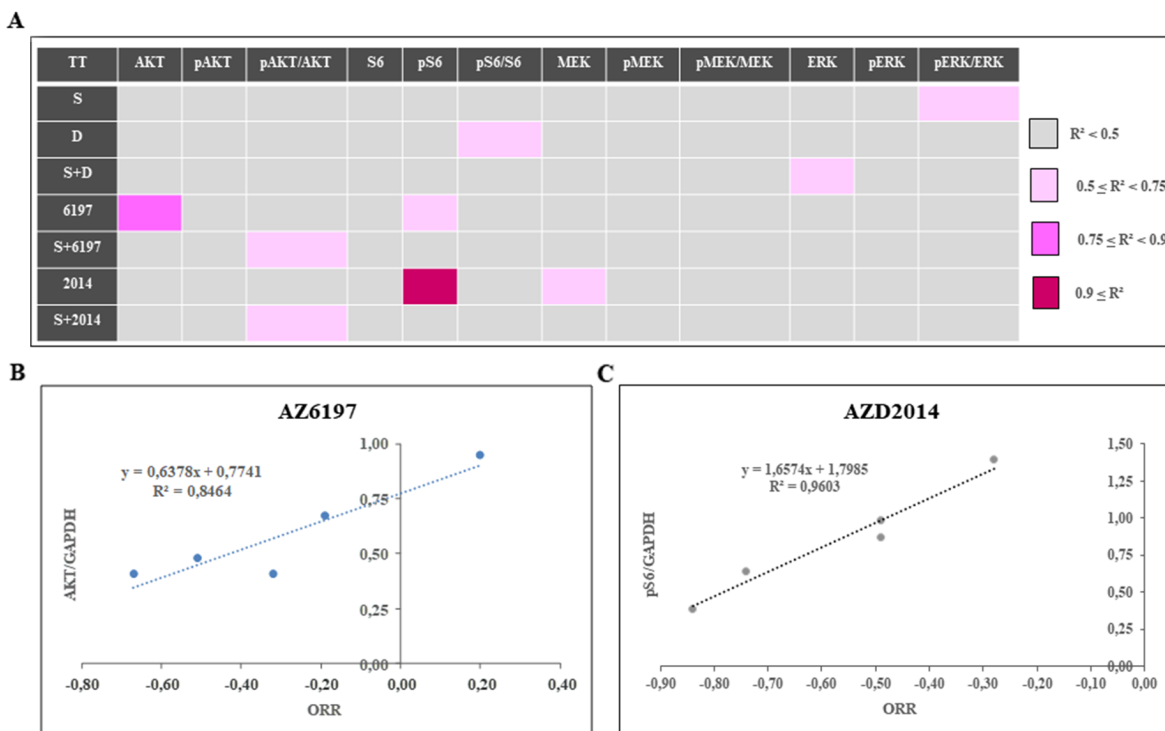 A
TT AKT pAKT pAKT/AKT S6 pS6 pS6/S6 MEK pMEK pMEK/MEK ERK pERK pERK/ERK
S
D
S+D
6197
S+6197
2014
S+2014
R² < 0.5
0.5 ≤ R² < 0.75
0.75 ≤ R² < 0.9
0.9 ≤ R²
B
AZ6197
y = 0,6378x + 0,7741
R² = 0,8464
AKT/GAPDH
1,00
0,75
0,50
0,25
0,00
-0,80 -0,60 -0,40 -0,20 0,00 0,20 0,40
ORR
C
AZD2014
y = 1,6574x + 1,7985
R² = 0,9603
pS6/GAPDH
1,50
1,25
1,00
0,75
0,50
0,25
0,00
-0,90 -0,80 -0,70 -0,60 -0,50 -0,40 -0,30 -0,20 -0,10 0,00
ORR